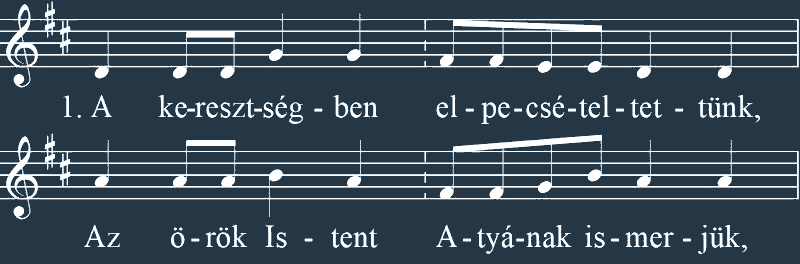 1. A ke-reszt-ség - ben el - pe-csé-tel-tet - tünk,
Az ö-rök Is - tent A-tyá-nak is-mer-jük,